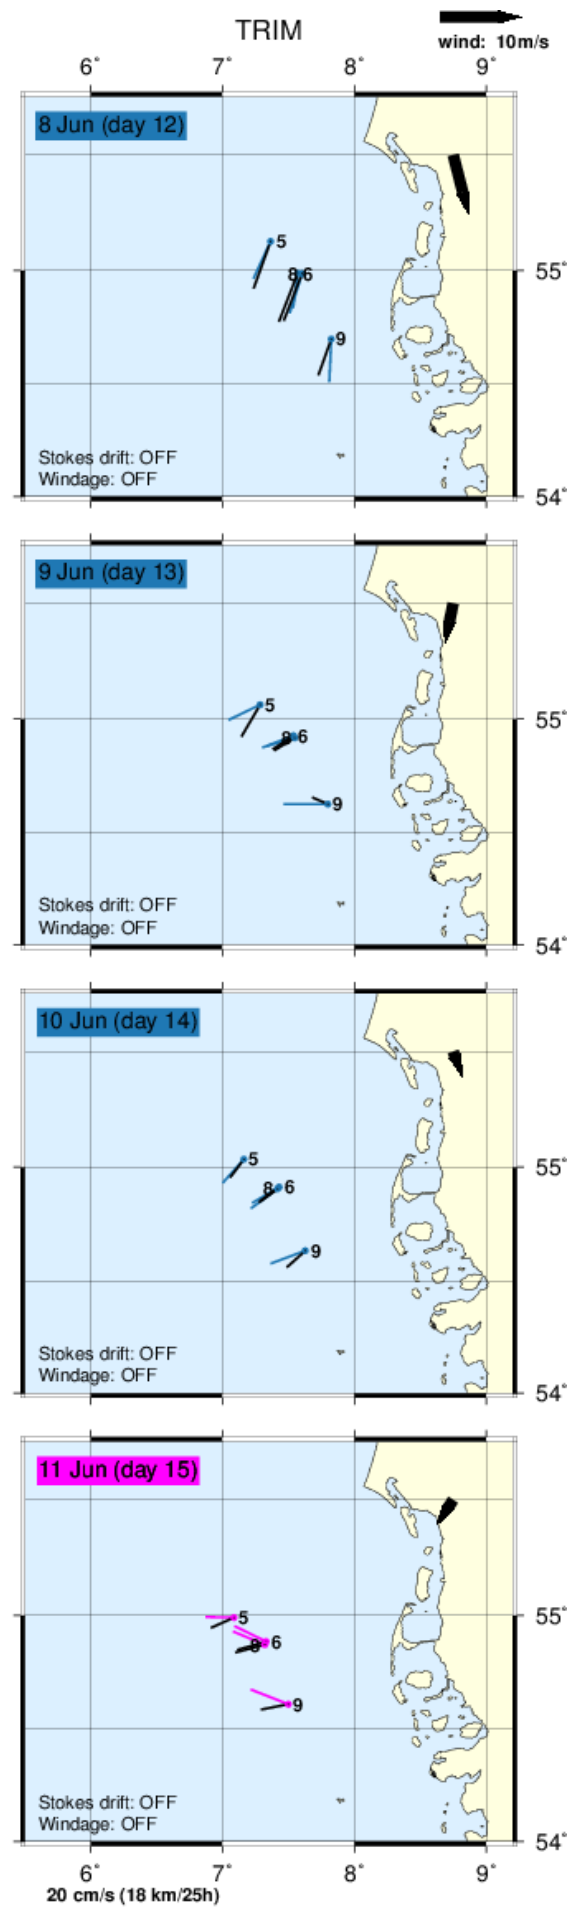 TRIM
wind: 10m/s
6° 7° 8° 9°
8 Jun (day 12)
5
8 6
55°
9
Stokes drift: OFF
Windage: OFF
54°
9 Jun (day 13)
5
8 6
55°
9
Stokes drift: OFF
Windage: OFF
54°
10 Jun (day 14)
5
55°
8 6
9
Stokes drift: OFF
Windage: OFF
54°
11 Jun (day 15)
5
55°
8 6
9
Stokes drift: OFF
Windage: OFF
54°
6° 7° 8° 9°
20 cm/s (18 km/25h)